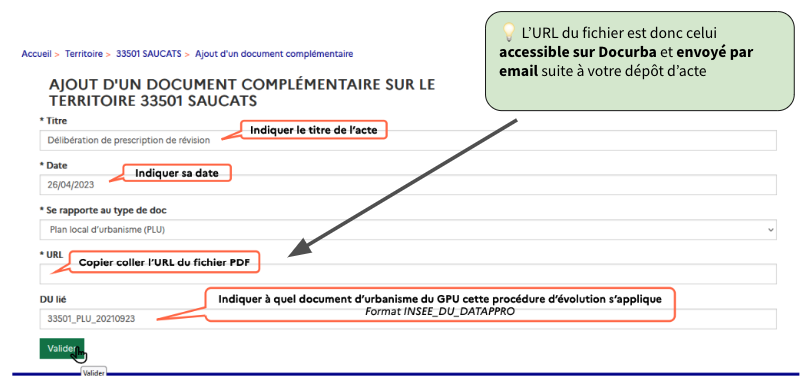 💡 L'URL du fichier est donc celui
accessible sur Docurba et envoyé par
email suite à votre dépôt d'acte
Accueil > Territoire > 33501 SAUCATS > Ajout d'un document complémentaire
AJOUT D'UN DOCUMENT COMPLÉMENTAIRE SUR LE
TERRITOIRE 33501 SAUCATS
* Titre
Indiquer le titre de l'acte
Délibération de prescription de révision
* Date
Indiquer sa date
26/04/2023
* Se rapporte au type de doc
Plan local d'urbanisme (PLU)
* URL
Copier coller l'URL du fichier PDF
DU lié
Indiquer à quel document d'urbanisme du GPU cette procédure d'évolution s'applique
Format INSEE_DU_DATAPPRO
33501_PLU_20210923
Valider
Valider